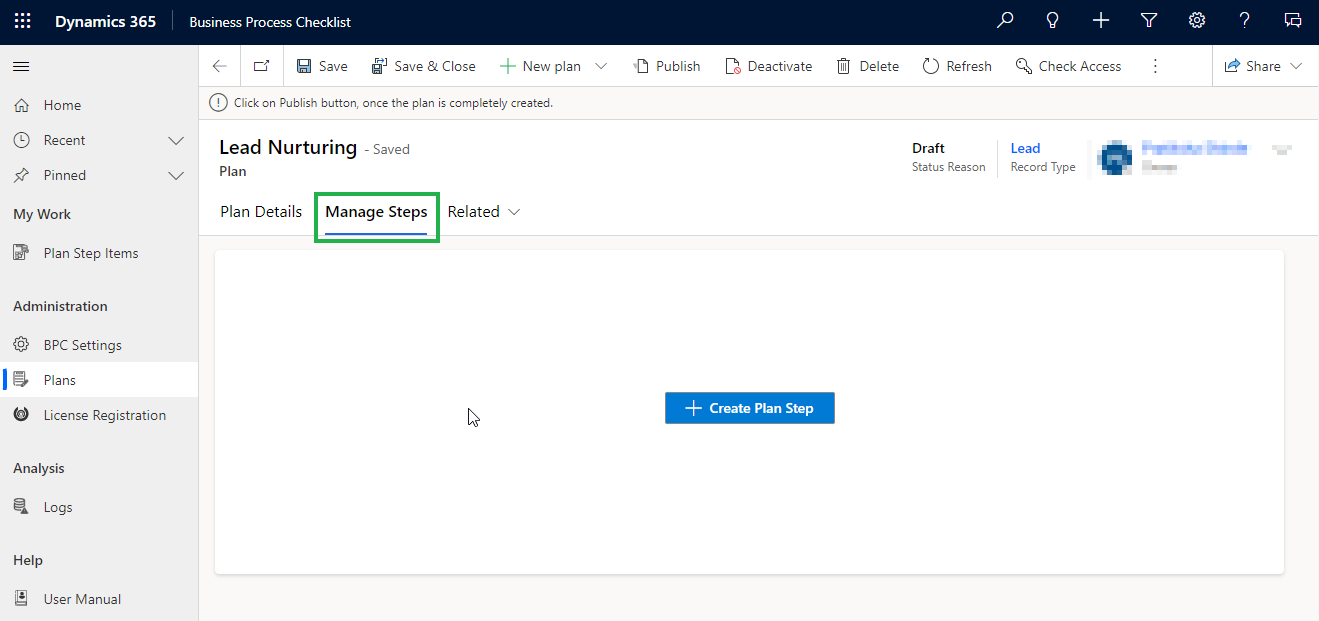 Dynamics 365 Business Process Checklist
Save Save & Close New plan Publish Deactivate Delete Refresh Check Access Share
Click on Publish button, once the plan is completely created.
Home
Recent
Pinned
My Work
Plan Step Items
Administration
BPC Settings
Plans
License Registration
Analysis
Logs
Help
User Manual
Lead Nurturing - Saved
Plan
Draft
Status Reason
Lead
Record Type
Plan Details Manage Steps Related
Create Plan Step